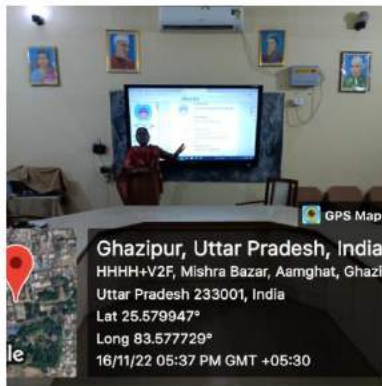 GPS Map
Ghazipur, Uttar Pradesh, India
HHHH+V2F, Mishra Bazar, Aamghat, Ghazi
Uttar Pradesh 233001, India
Lat 25.579947°
Long 83.577729°
16/11/22 05:37 PM GMT +05:30
le